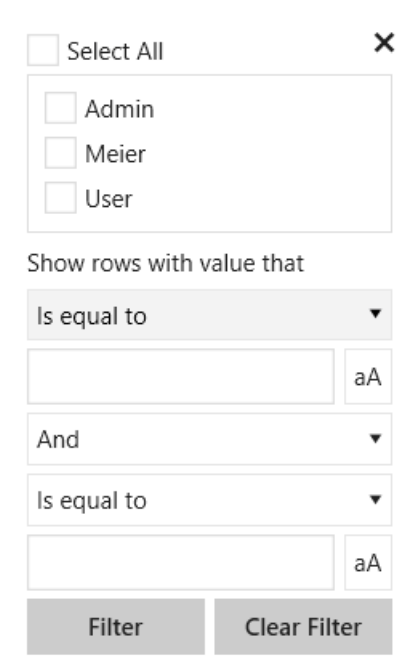 Select All
Admin
Meier
User
Show rows with value that
Is equal to
aA
And
Is equal to
aA
Filter Clear Filter